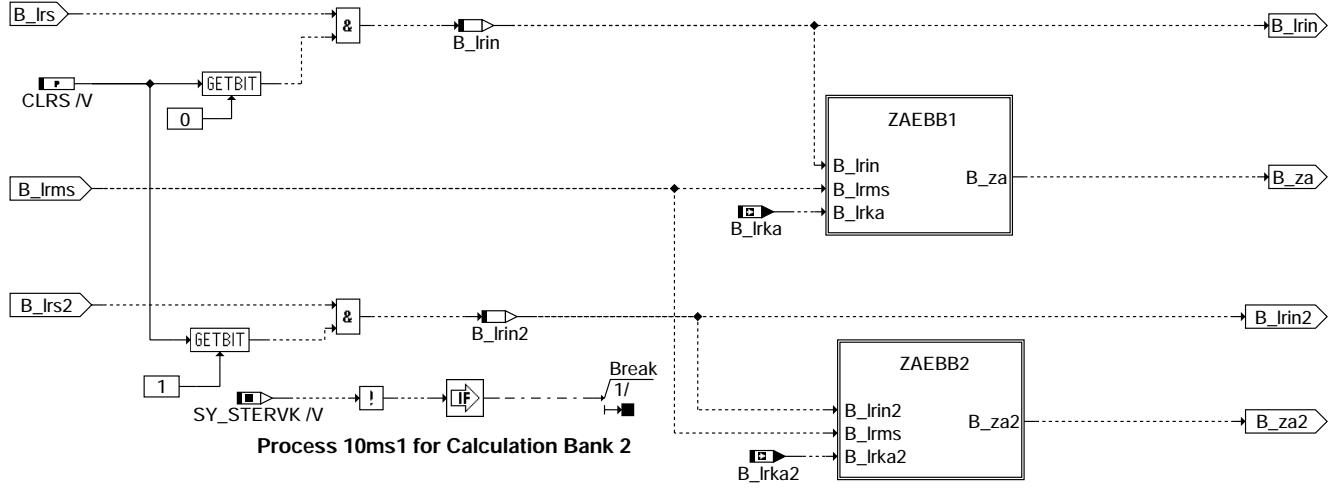 B_lrs
&
B_lrin
B_lrin
P
GETBIT
CLRS /V
0
ZAEBB1
B_lrin
B_lrms
B_lrms
B_za
B_za
B_lrka
B_lrka
B_lrs2
&
B_lrin2
B_lrin2
GETBIT
1
Break
1/
ZAEBB2
!
IF
SY_STERVK /V
B_lrin2
B_lrms
B_za2
B_za2
Process 10ms1 for Calculation Bank 2
B_lrka2
B_lrka2